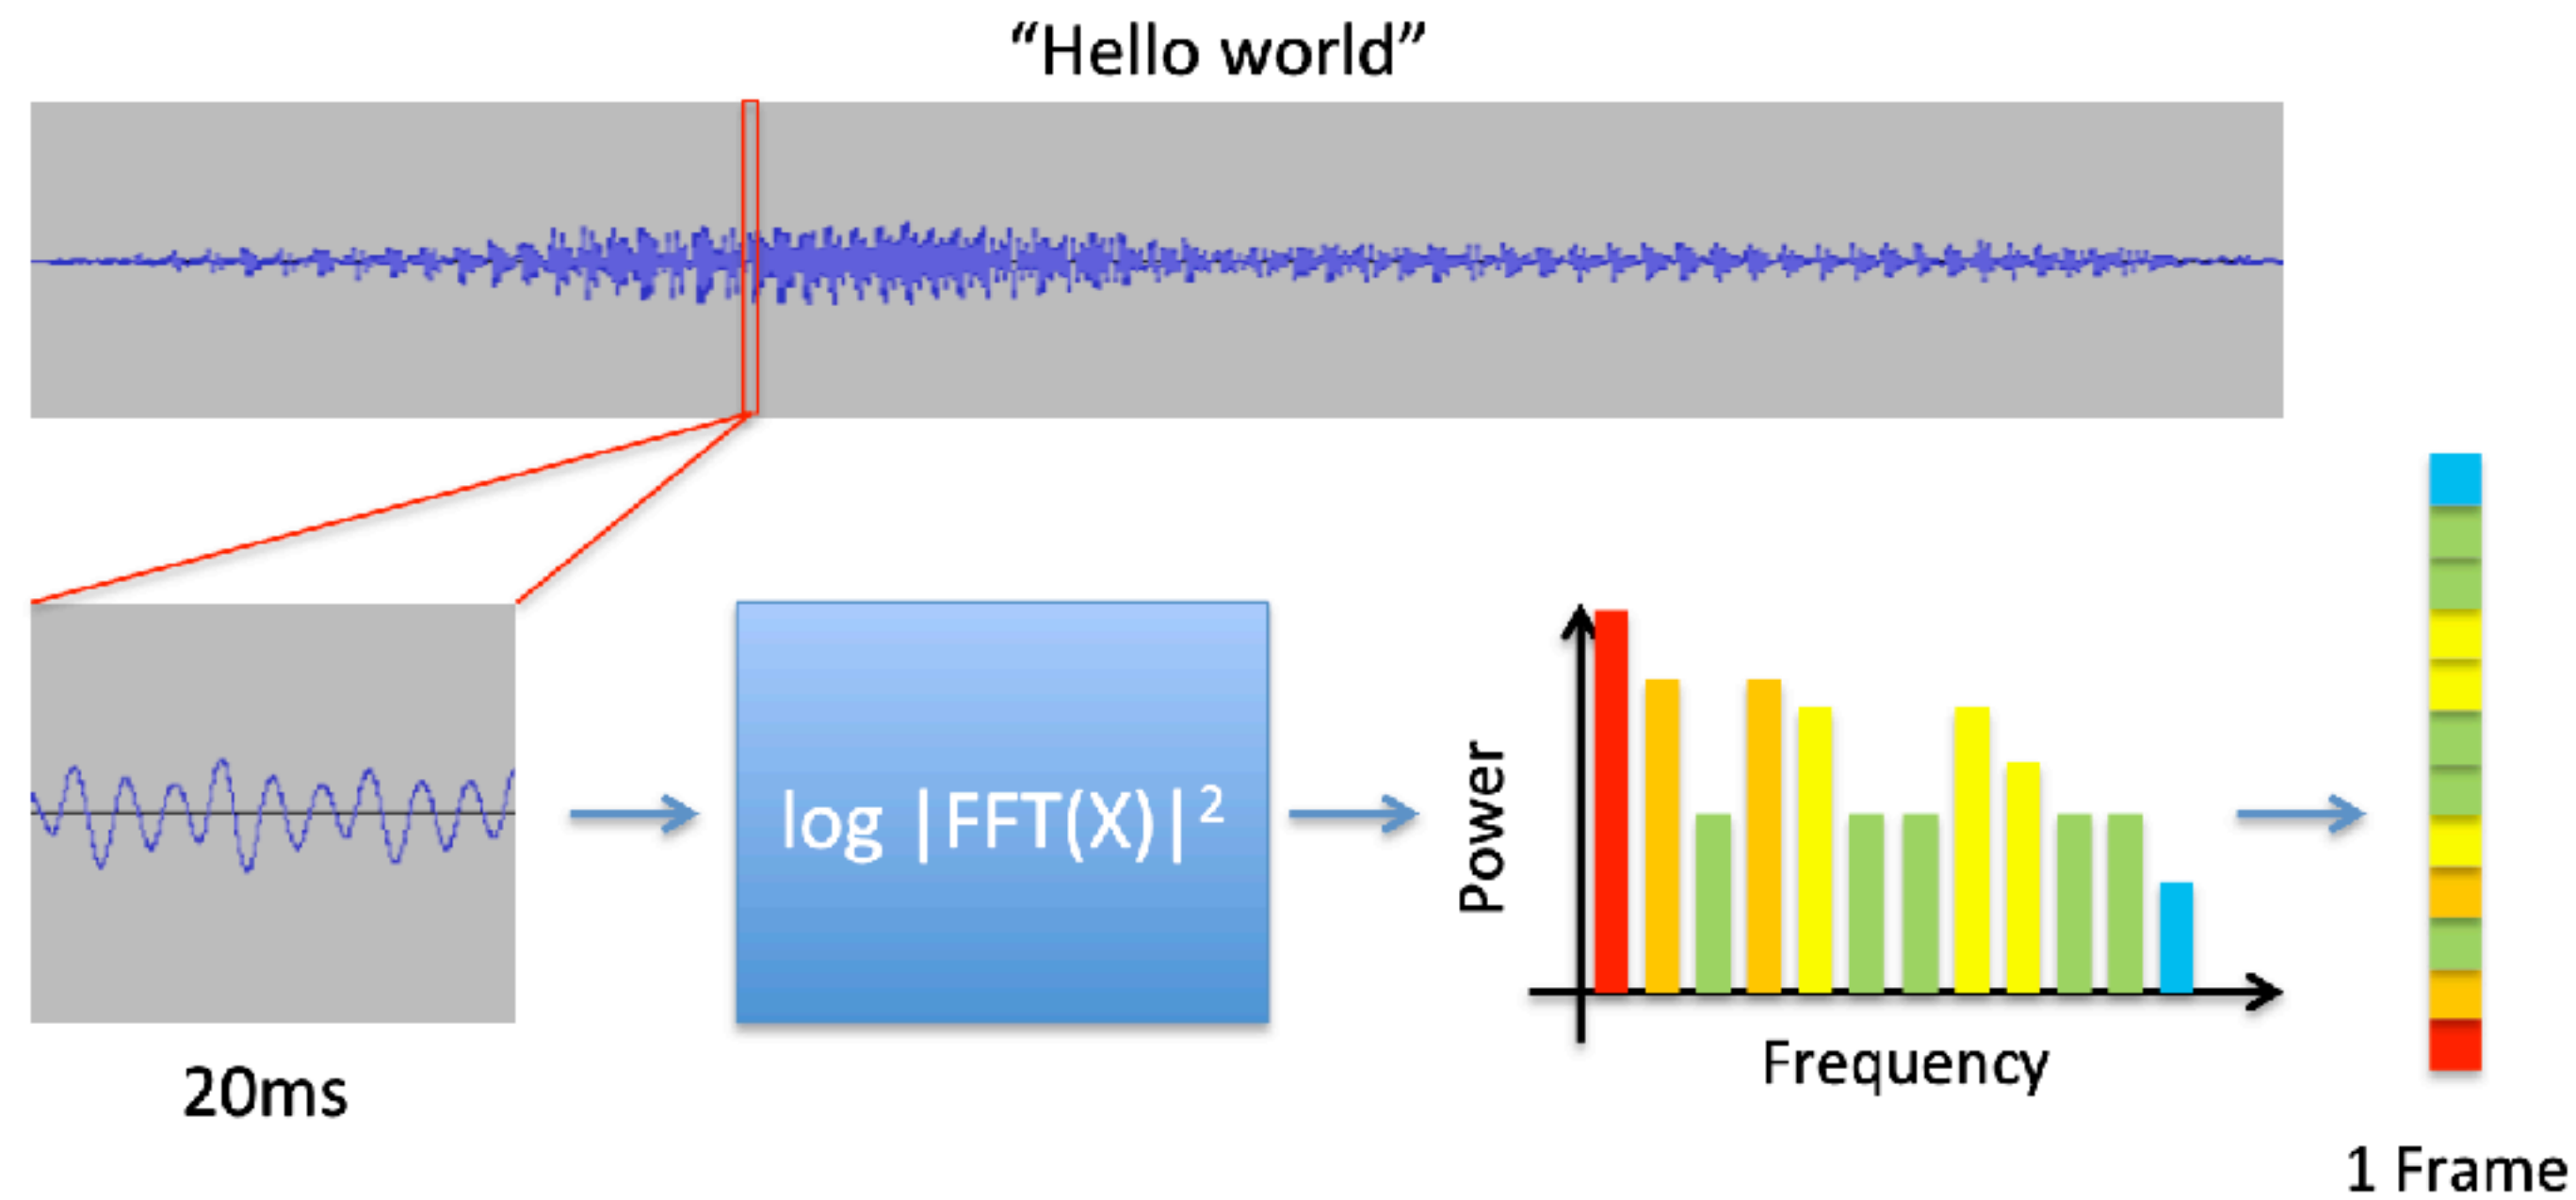 “Hello world”
20ms
log |FFT(X)|²
Power
Frequency
1 Frame